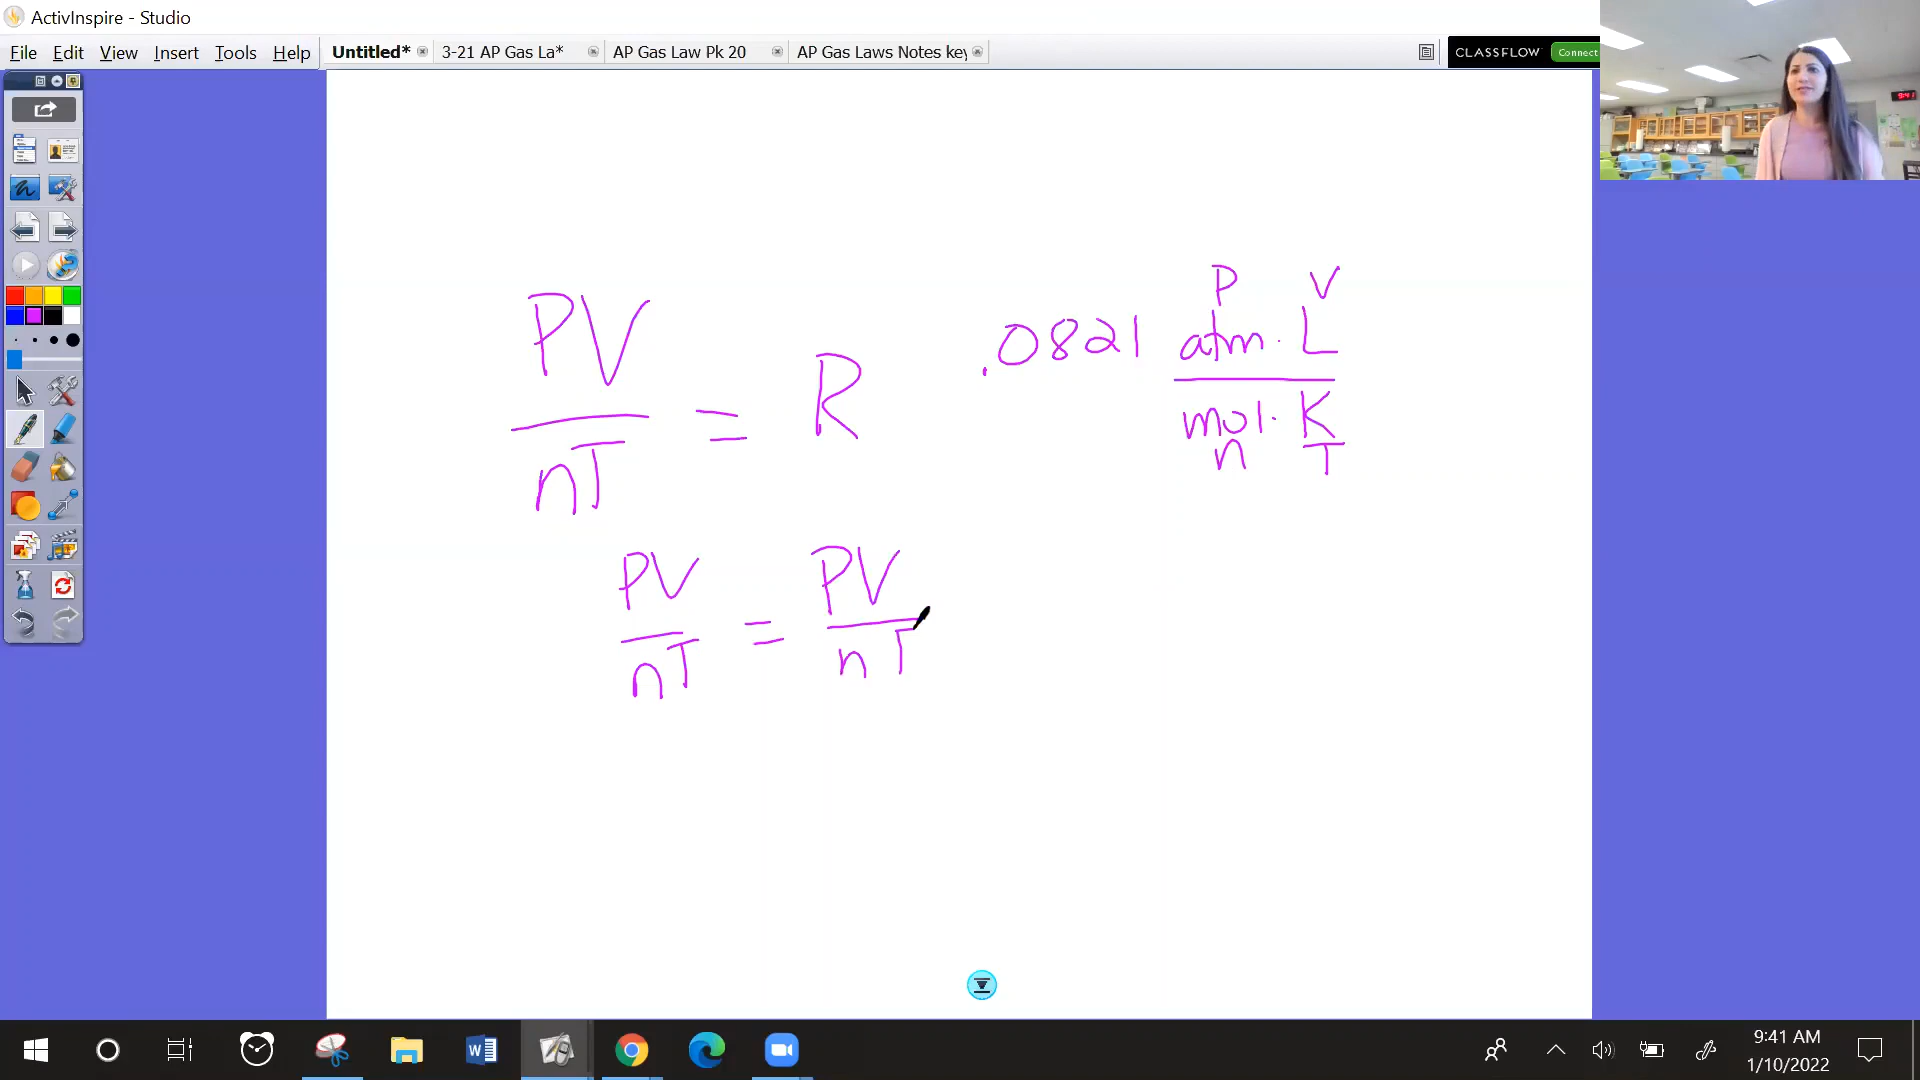 ActivInspire - Studio
File Edit View Insert Tools Help
Untitled* 3-21 AP Gas La* AP Gas Law Pk 20 AP Gas Laws Notes key
CLASSFLOW Connect
9:41
P V
PV
nT
= R
.0821 atm · L
mol · K
n T
PV
nT
=
PV
nT
9:41 AM
1/10/2022